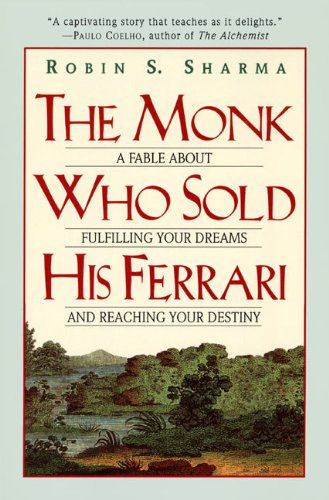 "A captivating story that teaches as it delights."
—Paulo Coelho, author of The Alchemist
Robin S. Sharma
The Monk
A Fable About
Who Sold
Fulfilling Your Dreams
His Ferrari
And Reaching Your Destiny